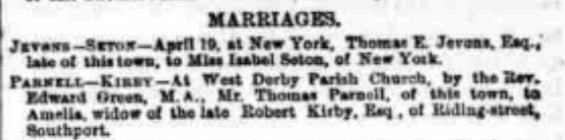 MARRIAGES.
JEVONS—SETON—April 19, at New York, Thomas E. Jevons, Esq.,
late of this town, to Miss Isabel Seton, of New York.
PARNELL—KIRBY—At West Derby Parish Church, by the Rev.
Edward Green, M.A., Mr. Thomas Parnell, of this town, to
Amelia, widow of the late Robert Kirby, Esq, of Riding-street,
Southport.